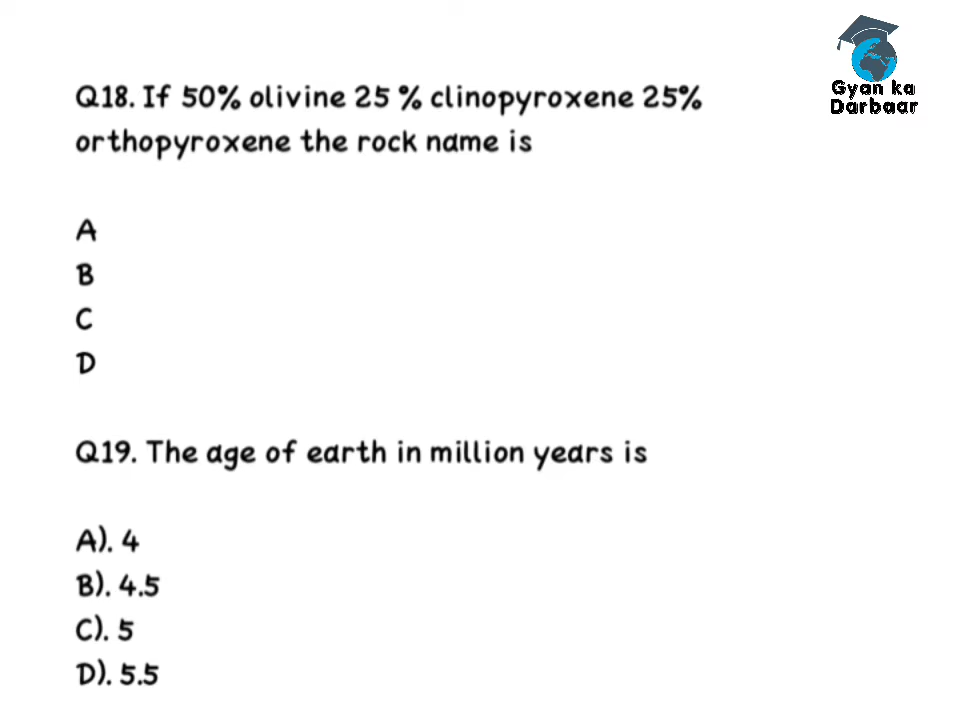 Gyan ka
Darbaar
Q18. If 50% olivine 25 % clinopyroxene 25%
orthopyroxene the rock name is
A
B
C
D
Q19. The age of earth in million years is
A). 4
B). 4.5
C). 5
D). 5.5